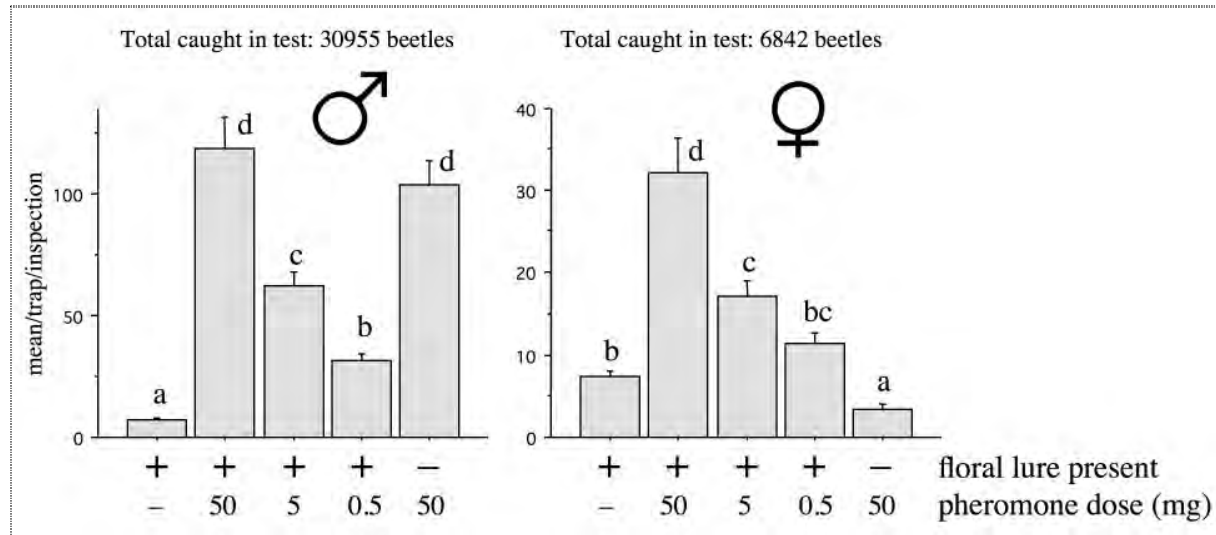 Total caught in test: 30955 beetles
Total caught in test: 6842 beetles
mean/trap/inspection
100
50
0
a
d
c
b
d
40
30
20
10
0
b
d
c
bc
a
+ + + + − + + + + − floral lure present
– 50 5 0.5 50 – 50 5 0.5 50 pheromone dose (mg)